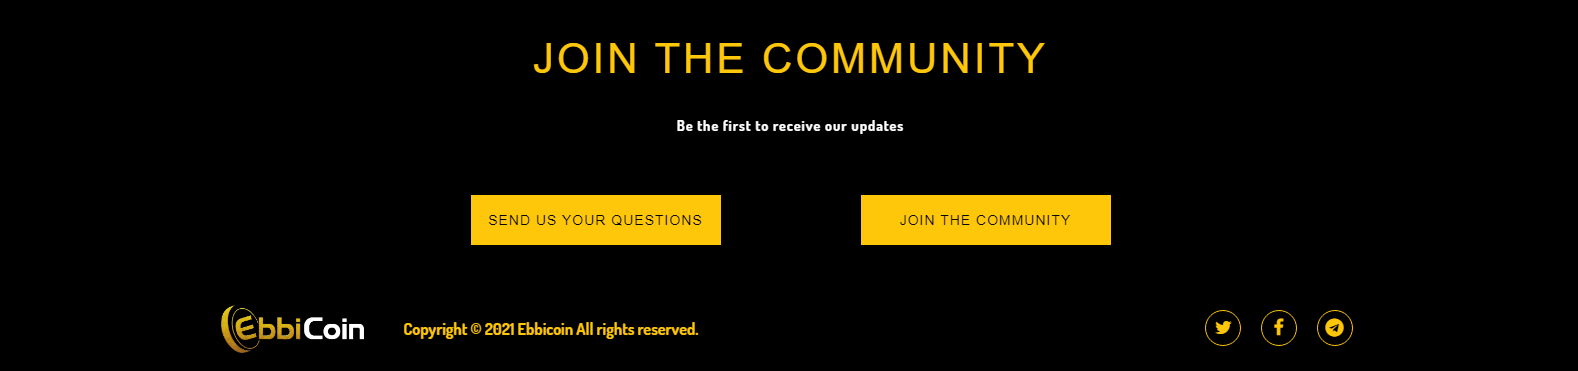 JOIN THE COMMUNITY
Be the first to receive our updates
SEND US YOUR QUESTIONS
JOIN THE COMMUNITY
EbbiCoin
Copyright © 2021 Ebbicoin All rights reserved.